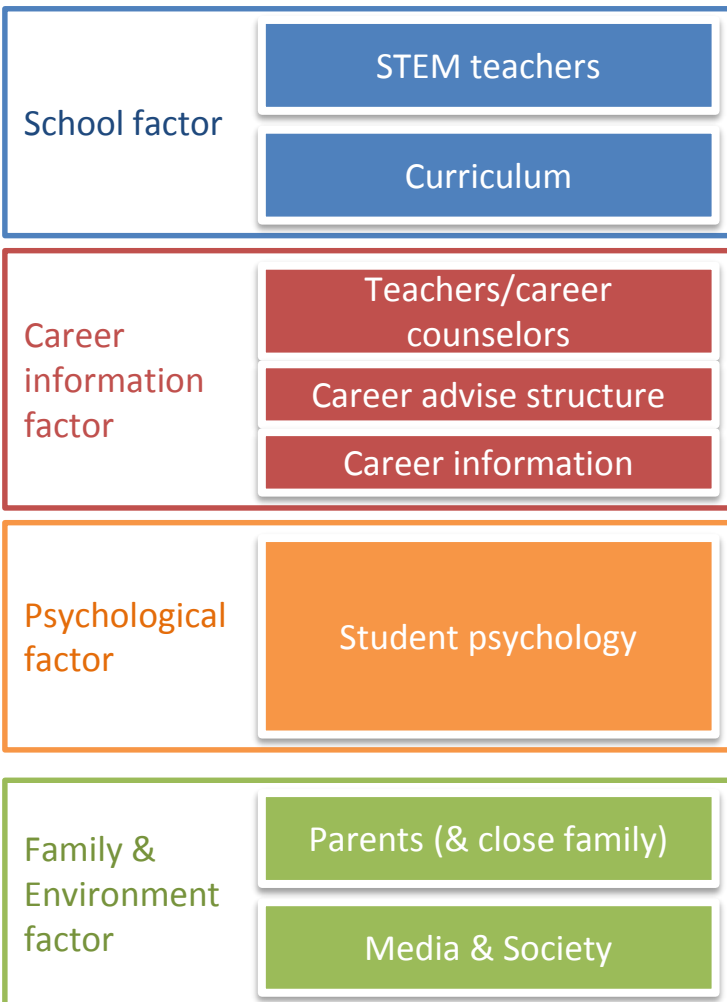 School factor
STEM teachers
Curriculum
Career
information
factor
Teachers/career
counselors
Career advise structure
Career information
Psychological
factor
Student psychology
Family &
Environment
factor
Parents (& close family)
Media & Society